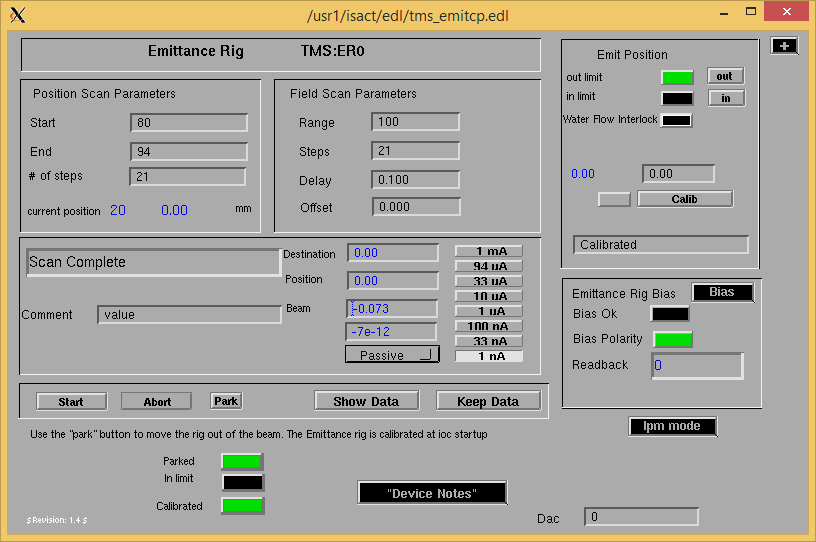 X /usr1/isact/edl/tms_emitcp.edl
Emittance Rig TMS:ER0
Position Scan Parameters
Start 80
End 94
# of steps 21
current position 20 0.00 mm
Field Scan Parameters
Range 100
Steps 21
Delay 0.100
Offset 0.000
Emit Position
out limit out
in limit in
Water Flow Interlock
0.00 0.00
Calib
Calibrated
+
Scan Complete
Comment value
Destination 0.00
Position 0.00
Beam -0.073
-7e-12
Passive
1 mA
94 uA
33 uA
10 uA
1 uA
100 nA
33 nA
1 nA
Emittance Rig Bias Bias
Bias Ok
Bias Polarity
Readback 0
Start Abort Park Show Data Keep Data
Ipm mode
Use the "park" button to move the rig out of the beam. The Emittance rig is calibrated at ioc startup
Parked
In limit
Calibrated
"Device Notes"
$Revision: 1.4 $
Dac 0